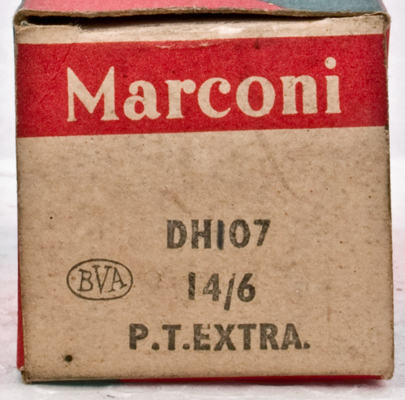 Marconi
DH107
BVA
14/6
P.T.EXTRA.